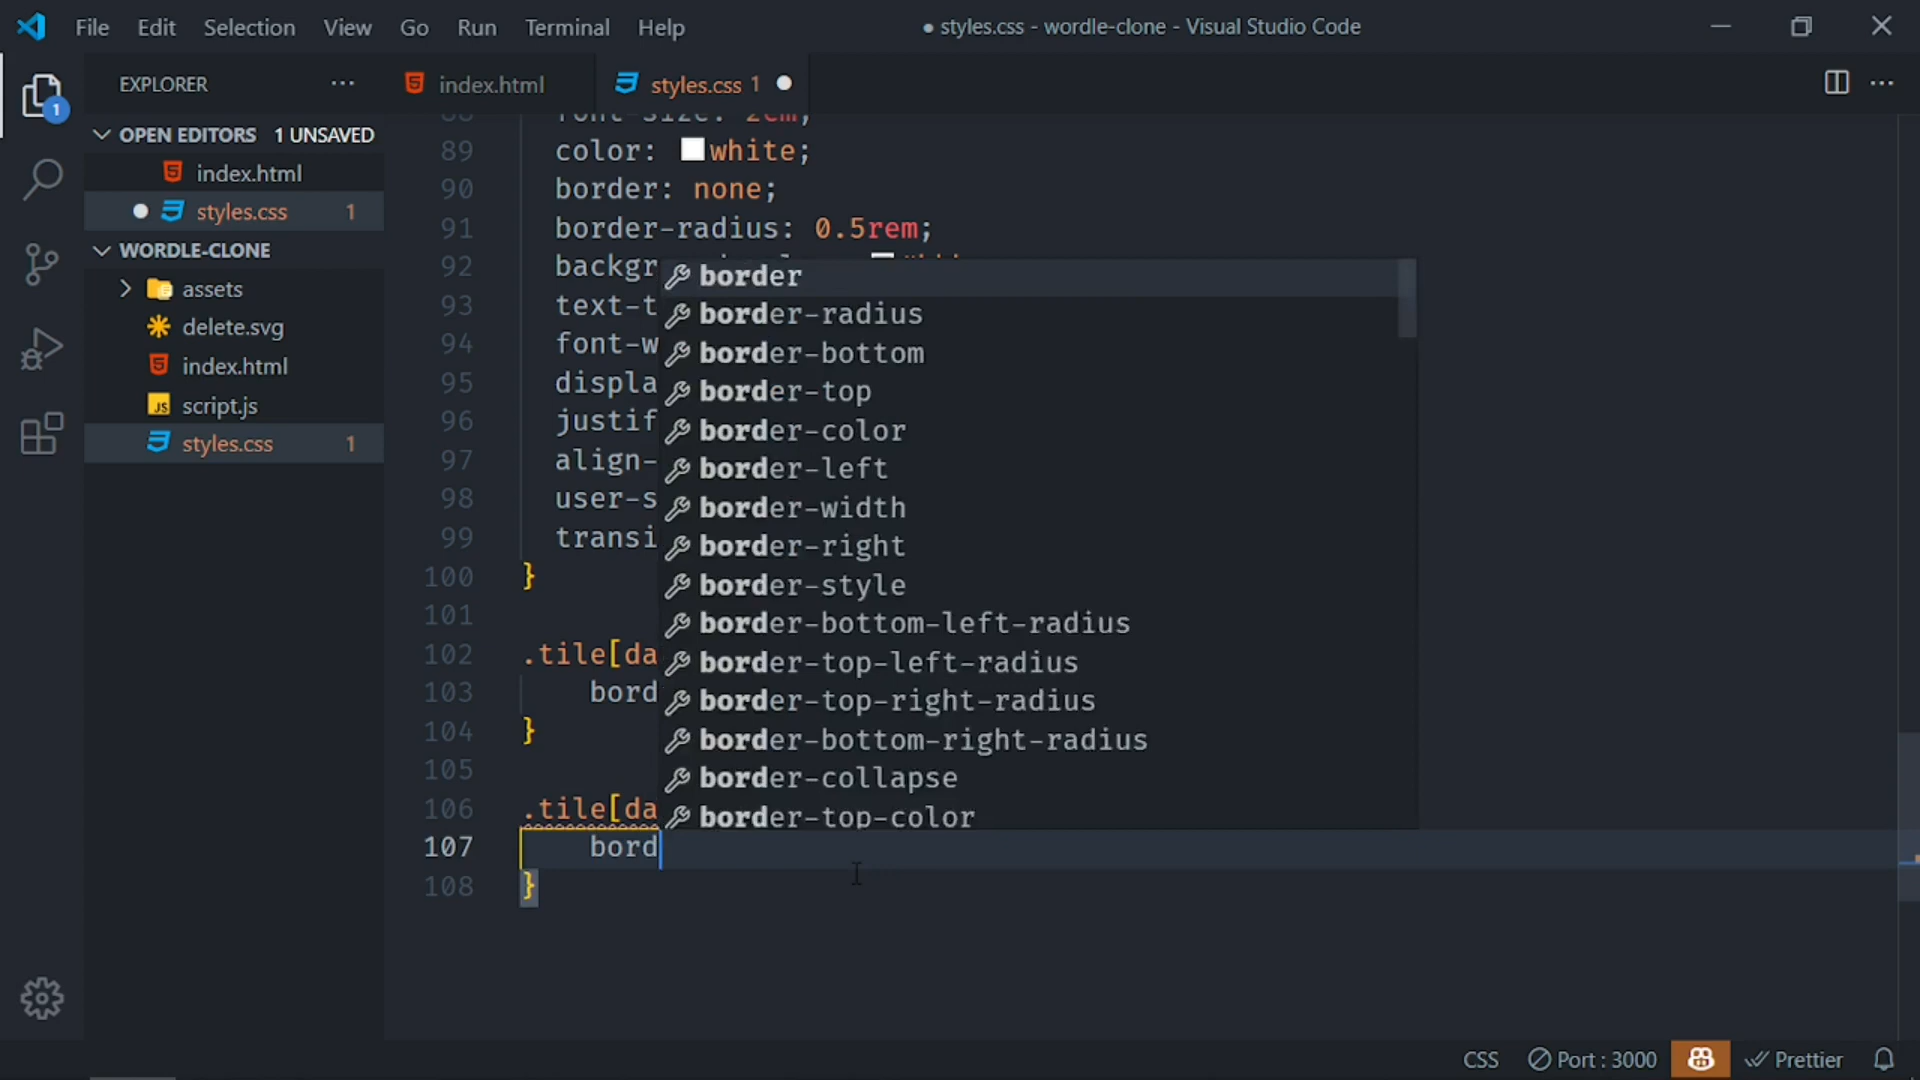 File Edit Selection View Go Run Terminal Help
● styles.css - wordle-clone - Visual Studio Code
EXPLORER
index.html
styles.css 1
OPEN EDITORS 1 UNSAVED
index.html
styles.css 1
WORDLE-CLONE
assets
delete.svg
index.html
script.js
styles.css 1
88 font-size: 2em;
89 color: white;
90 border: none;
91 border-radius: 0.5rem;
92 backgr
93 text-t
94 font-w
95 displa
96 justif
97 align-
98 user-s
99 transi
100 }
101
102 .tile[da
103 bord
104 }
105
106 .tile[da
107 bord
108 }
border
border-radius
border-bottom
border-top
border-color
border-left
border-width
border-right
border-style
border-bottom-left-radius
border-top-left-radius
border-top-right-radius
border-bottom-right-radius
border-collapse
border-top-color
1
CSS
Port : 3000
Prettier